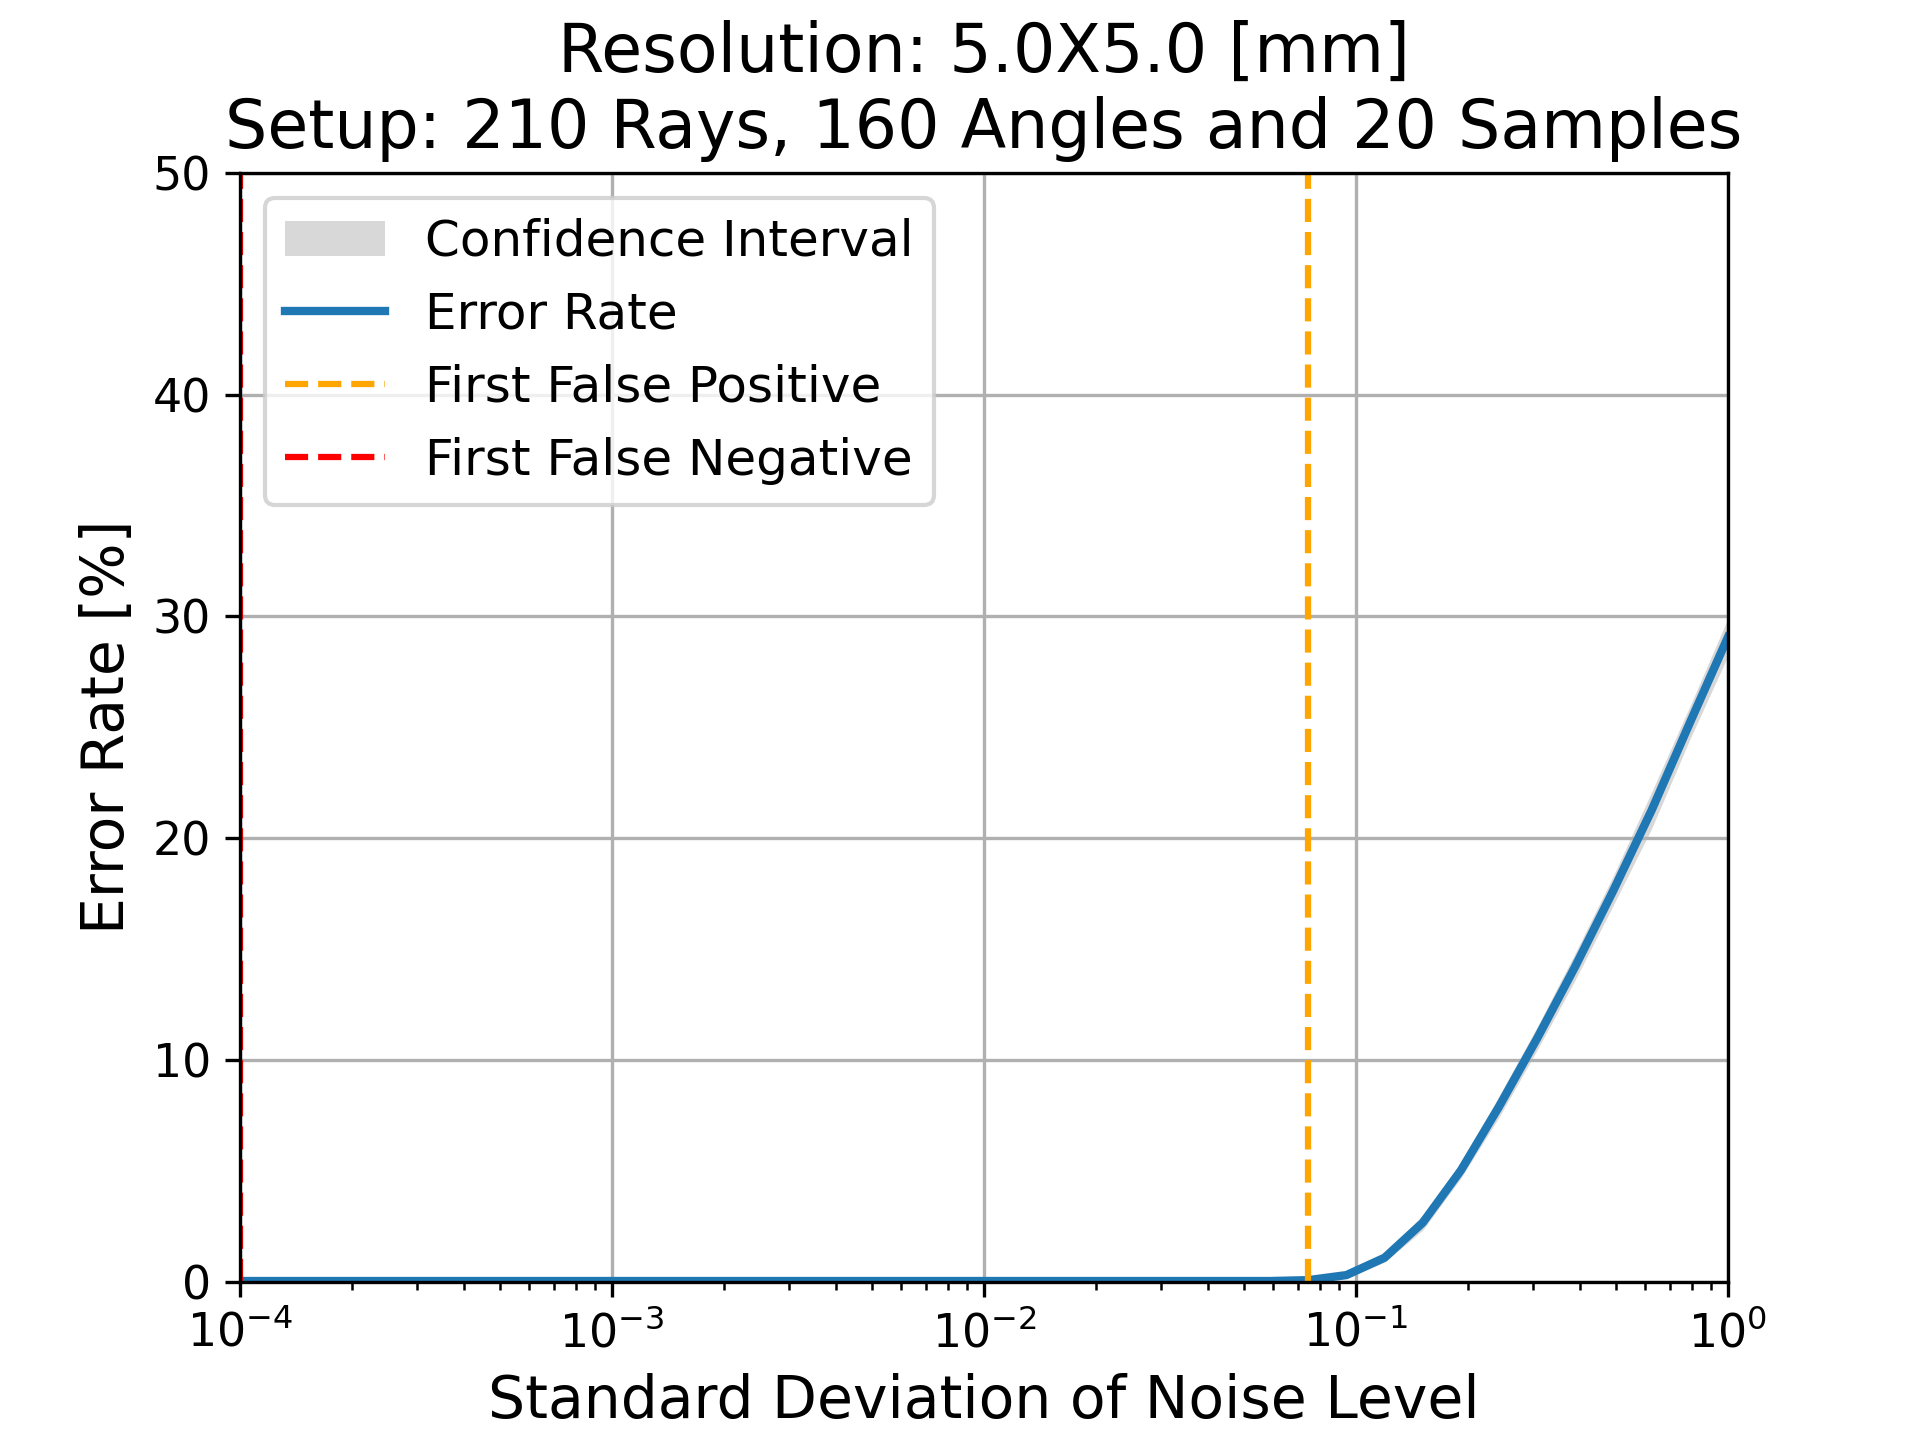 Resolution: 5.0X5.0 [mm]
Setup: 210 Rays, 160 Angles and 20 Samples
Confidence Interval
Error Rate
First False Positive
First False Negative
Error Rate [%]
50
40
30
20
10
0
10⁻⁴ 10⁻³ 10⁻² 10⁻¹ 10⁰
Standard Deviation of Noise Level